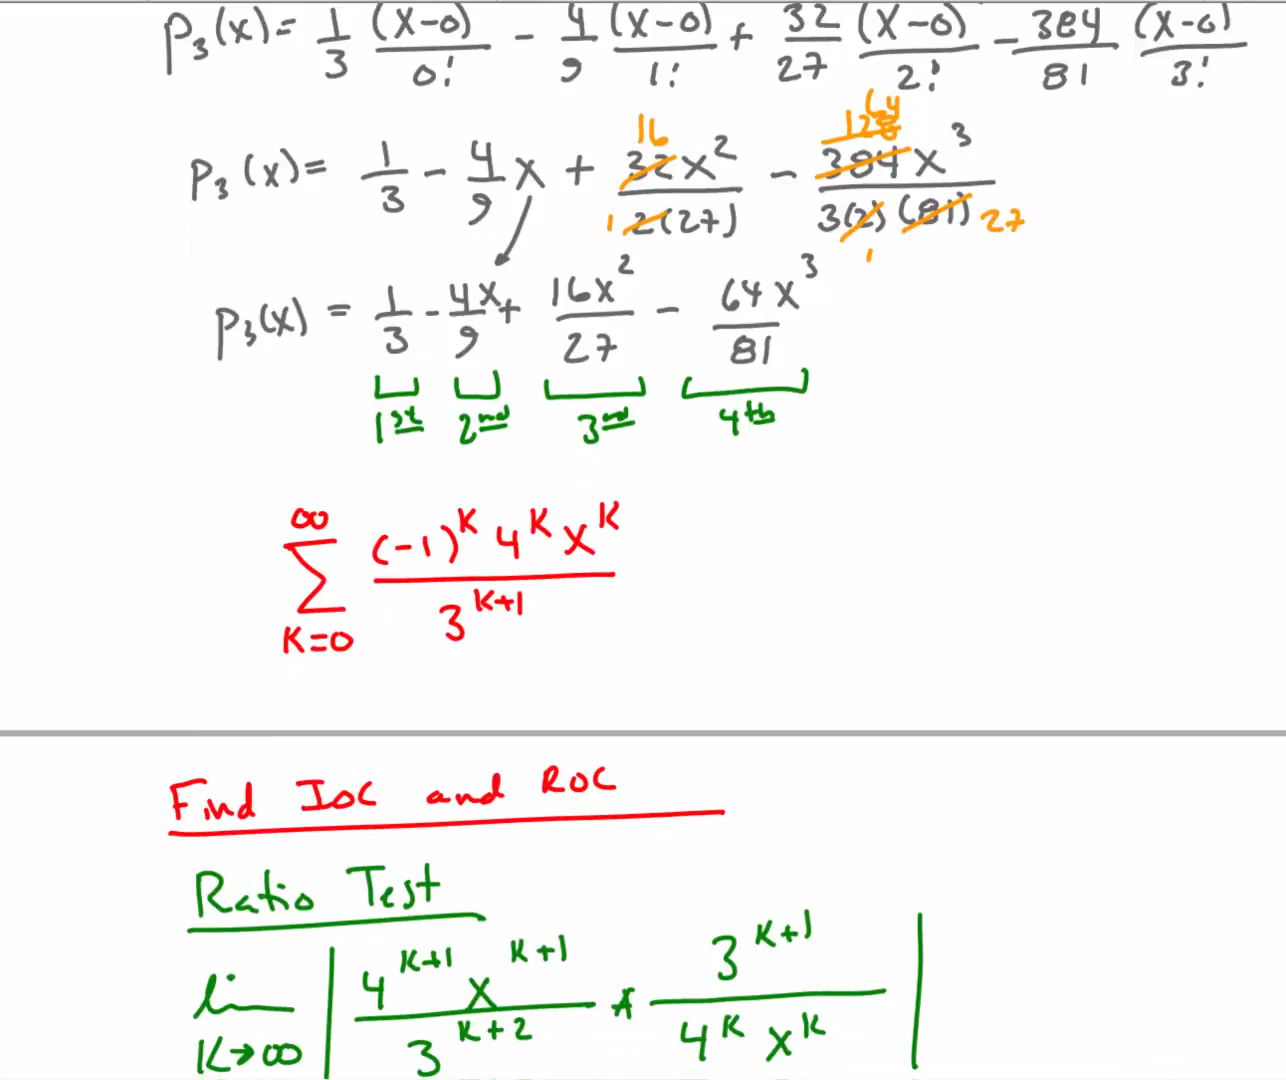 P₃(x) = 1/3 (x-0)/0! - 4/9 (x-0)/1! + 32/27 (x-0)/2! - 384/81 (x-0)/3!
16 128 64
P₃(x) = 1/3 - 4/9 x + 32x²/2(27) - 384x³/3(2)(81)
1 1 27
P₃(x) = 1/3 - 4x/9 + 16x²/27 - 64x³/81
1st 2nd 3rd 4th
∞
Σ (-1)^K 4^K x^K / 3^(K+1)
K=0
Find IOC and ROC
Ratio Test
lim K→∞ | 4^(K+1) x^(K+1) / 3^(K+2) * 3^(K+1) / 4^K x^K |